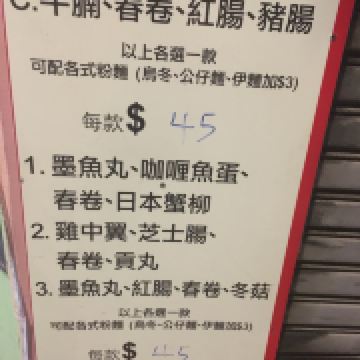 C.牛腩、春卷、紅腸、豬腸
以上各選一款
可配各式粉麵 (烏冬、公仔麵、伊麵加$3)
每款$ 45
1. 墨魚丸、咖喱魚蛋、
春卷、日本蟹柳
2. 雞中翼、芝士腸、
春卷、貢丸
3. 墨魚丸、紅腸、春卷、冬菇
以上各選一款
可配各式粉麵 (烏冬、公仔麵、伊麵加$3)
每款$ 45